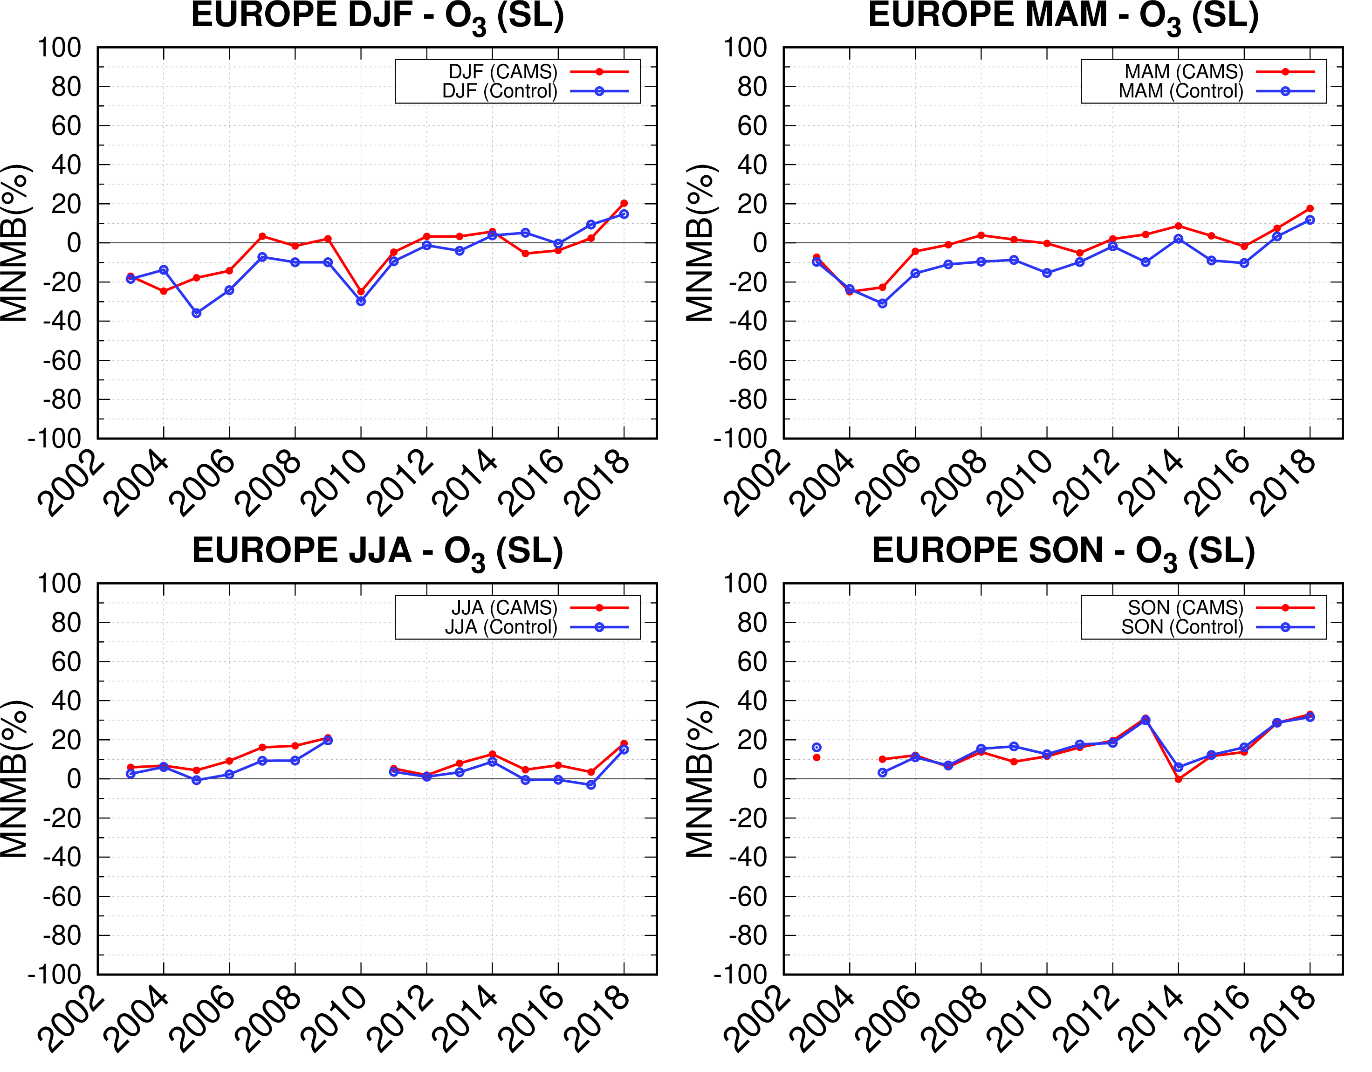 EUROPE DJF - O3 (SL)
MNMB(%)
100
80
60
40
20
0
-20
-40
-60
-80
-100
DJF (CAMS)
DJF (Control)
2002 2004 2006 2008 2010 2012 2014 2016 2018
EUROPE MAM - O3 (SL)
MNMB(%)
100
80
60
40
20
0
-20
-40
-60
-80
-100
MAM (CAMS)
MAM (Control)
2002 2004 2006 2008 2010 2012 2014 2016 2018
EUROPE JJA - O3 (SL)
MNMB(%)
100
80
60
40
20
0
-20
-40
-60
-80
-100
JJA (CAMS)
JJA (Control)
2002 2004 2006 2008 2010 2012 2014 2016 2018
EUROPE SON - O3 (SL)
MNMB(%)
100
80
60
40
20
0
-20
-40
-60
-80
-100
SON (CAMS)
SON (Control)
2002 2004 2006 2008 2010 2012 2014 2016 2018